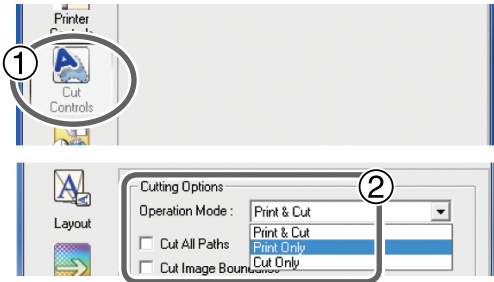 Printer
Controls
1
Cut
Controls
2
Layout
Cutting Options
Operation Mode : Print & Cut
Print & Cut
Print Only
Cut Only
Cut All Paths
Cut Image Boundaries